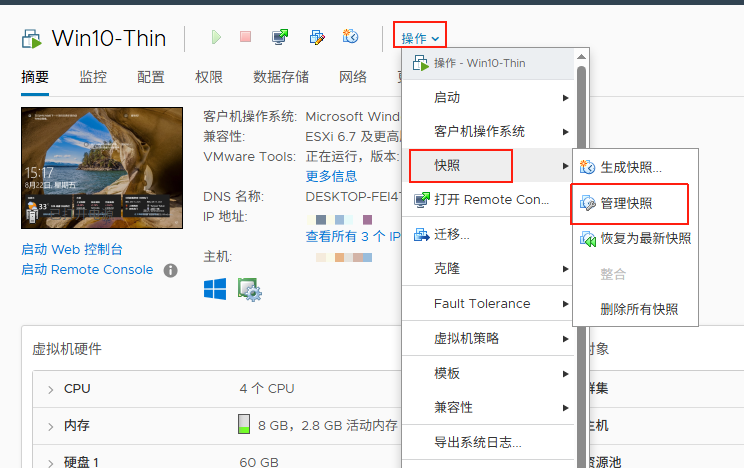 Win10-Thin
操作
摘要 监控 配置 权限 数据存储 网络
操作 - Win10-Thin
启动
客户机操作系统
快照
打开 Remote Con...
迁移...
克隆
Fault Tolerance
虚拟机策略
模板
兼容性
导出系统日志...
生成快照...
管理快照
恢复为最新快照
整合
删除所有快照
15:17
8月22日, 星期五
33°
客户机操作系统: Microsoft Wind
兼容性: ESXi 6.7 及更高
VMware Tools: 正在运行，版本:
更多信息
DNS 名称: DESKTOP-FEI4
IP 地址:
查看所有 3 个 IP
主机:
启动 Web 控制台
启动 Remote Console
虚拟机硬件
CPU 4 个 CPU
内存 8 GB，2.8 GB 活动内存
硬盘 1 60 GB
对象
集
主机
资源池